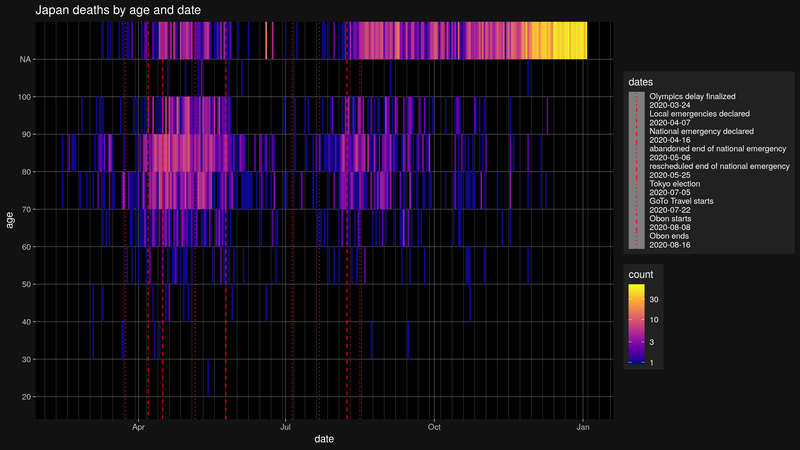 Japan deaths by age and date
NA
100
90
80
70
60
50
40
30
20
age
Apr
Jul
Oct
Jan
date
dates
Olympics delay finalized
2020-03-24
Local emergencies declared
2020-04-07
National emergency declared
2020-04-16
abandoned end of national emergency
2020-05-06
rescheduled end of national emergency
2020-05-25
Tokyo election
2020-07-05
GoTo Travel starts
2020-07-22
Obon starts
2020-08-08
Obon ends
2020-08-16
count
30
10
3
1